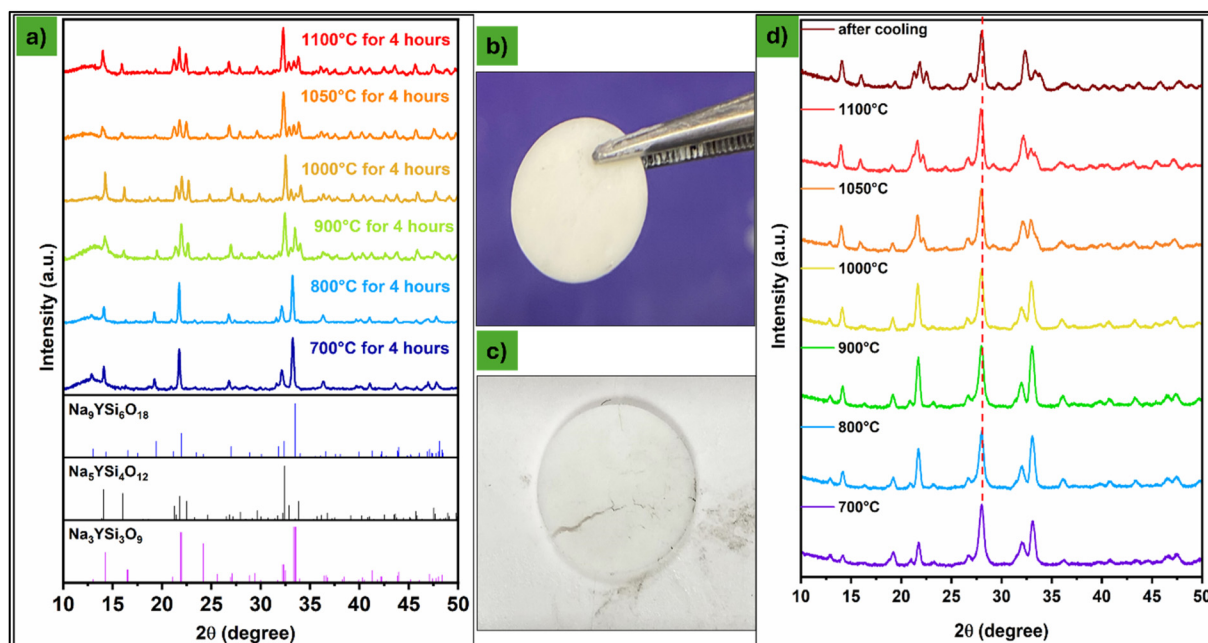 a)
1100°C for 4 hours
1050°C for 4 hours
1000°C for 4 hours
900°C for 4 hours
800°C for 4 hours
700°C for 4 hours
Na₉YSi₆O₁₈
Na₅YSi₄O₁₂
Na₃YSi₃O₉
Intensity (a.u.)
10 15 20 25 30 35 40 45 50
2θ (degree)
b)
c)
d)
after cooling
1100°C
1050°C
1000°C
900°C
800°C
700°C
Intensity (a.u.)
10 15 20 25 30 35 40 45 50
2θ (degree)